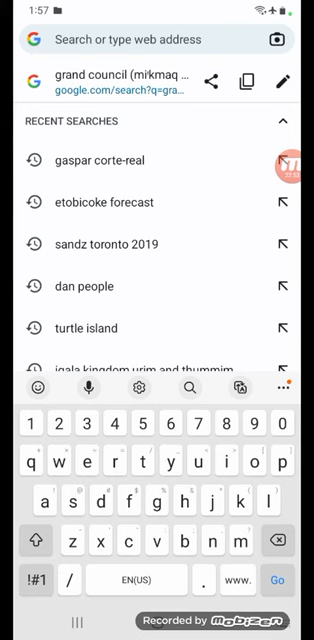 1:57
Search or type web address
grand council (mi'kmaq ...
google.com/search?q=gra...
RECENT SEARCHES
gaspar corte-real
etobicoke forecast
sandz toronto 2019
dan people
turtle island
igala kingdom urim and thummim
1 2 3 4 5 6 7 8 9 0
q w e r t y u i o p
a s d f g h j k l
z x c v b n m
!#1 / EN(US) . www. Go
Recorded by mobizen